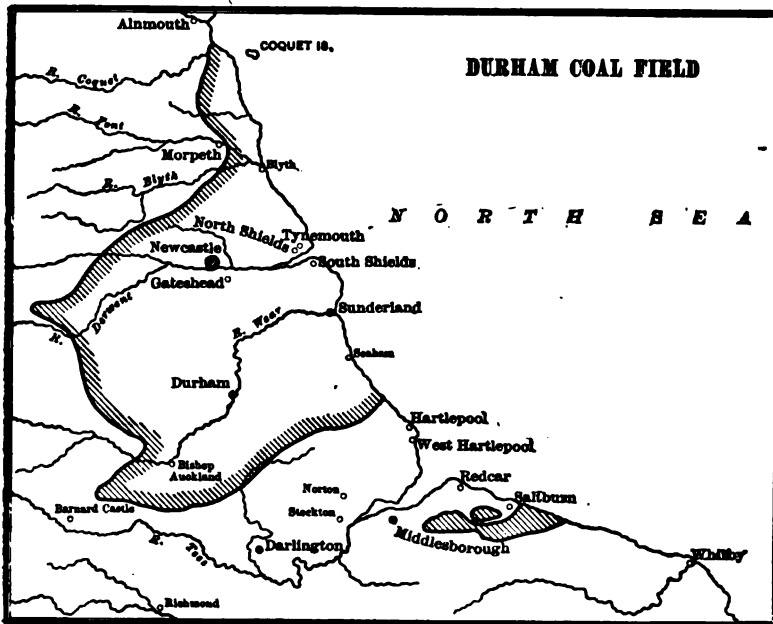 Alnmouth
COQUET IS.
DURHAM COAL FIELD
R. Coquet
R. Font
Morpeth
Blyth
R. Blyth
NORTH SEA
North Shields
Tynemouth
Newcastle
South Shields
Gateshead
R. Derwent
Sunderland
R. Wear
Seaham
Durham
Hartlepool
West Hartlepool
Bishop
Auckland
Redcar
Norton
Saltburn
Barnard Castle
Stockton
Middlesborough
R. Tees
Darlington
Whitby
Richmond